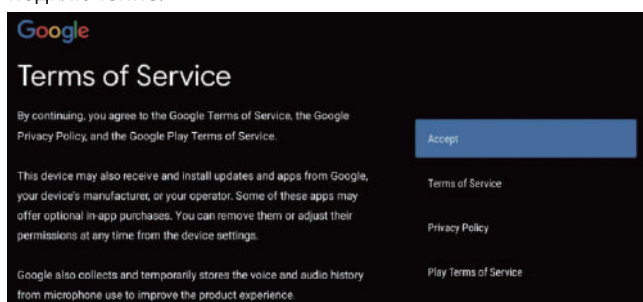 Google
Terms of Service
By continuing, you agree to the Google Terms of Service, the Google
Privacy Policy, and the Google Play Terms of Service.
This device may also receive and install updates and apps from Google,
your device's manufacturer, or your operator. Some of these apps may
offer optional in-app purchases. You can remove them or adjust their
permissions at any time from the device settings.
Google also collects and temporarily stores the voice and audio history
from microphone use to improve the product experience.
Accept
Terms of Service
Privacy Policy
Play Terms of Service